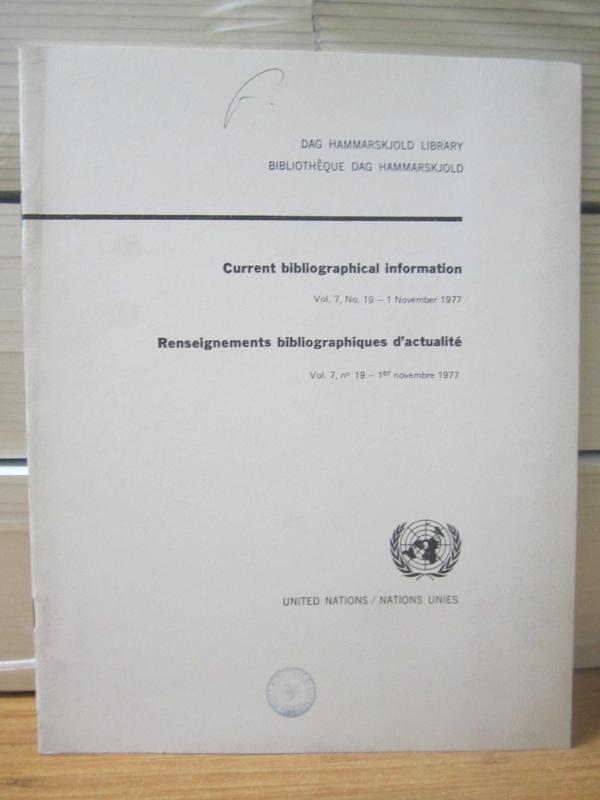 F.
DAG HAMMARSKJOLD LIBRARY
BIBLIOTHÈQUE DAG HAMMARSKJOLD
Current bibliographical information
Vol. 7, No. 19 – 1 November 1977
Renseignements bibliographiques d'actualité
Vol. 7, nº 19 – 1er novembre 1977
UNITED NATIONS / NATIONS UNIES